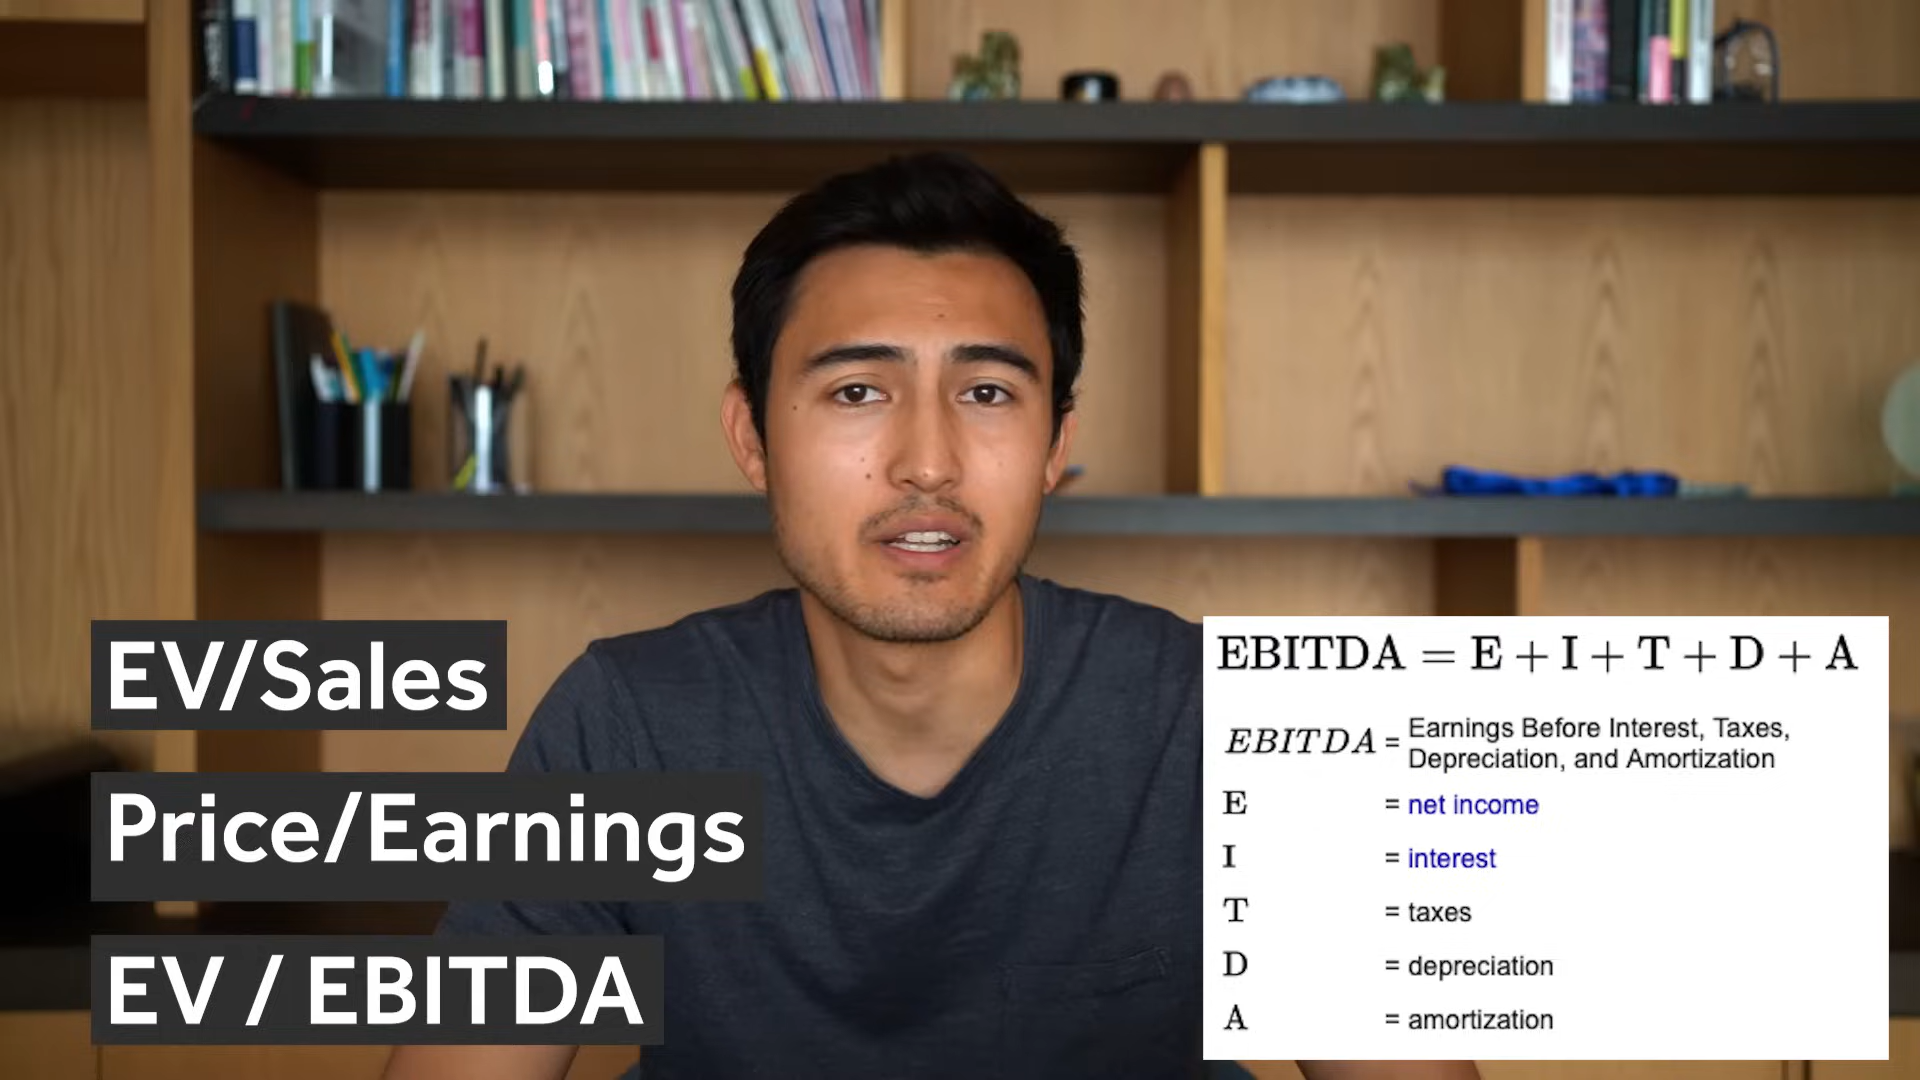 EV/Sales
Price/Earnings
EV / EBITDA
EBITDA = E + I + T + D + A
EBITDA = Earnings Before Interest, Taxes,
Depreciation, and Amortization
E = net income
I = interest
T = taxes
D = depreciation
A = amortization